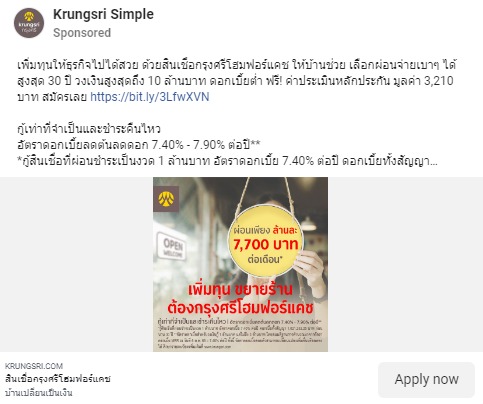 Krungsri Simple
Sponsored
krungsri
กรุงศรี
เพิ่มทุนให้ธุรกิจไปได้สวย ด้วยสินเชื่อกรุงศรีโฮมฟอร์แคช ให้บ้านช่วย เลือกผ่อนจ่ายเบาๆ ได้
สูงสุด 30 ปี วงเงินสูงสุดถึง 10 ล้านบาท ดอกเบี้ยต่ำ ฟรี! ค่าประเมินหลักประกัน มูลค่า 3,210
บาท สมัครเลย https://bit.ly/3LfwXVN
กู้เท่าที่จำเป็นและชำระคืนไหว
อัตราดอกเบี้ยลดต้นลดดอก 7.40% - 7.90% ต่อปี**
*กู้สินเชื่อที่ผ่อนชำระเป็นงวด 1 ล้านบาท อัตราดอกเบี้ย 7.40% ต่อปี ดอกเบี้ยทั้งสัญญา...
ผ่อนเพียง ล้านละ
7,700 บาท
ต่อเดือน*
OPEN
WELCOME
เพิ่มทุน ขยายร้าน
ต้องกรุงศรีโฮมฟอร์แคช
กู้เท่าที่จำเป็นและชำระคืนไหว
KRUNGSRI.COM
สินเชื่อกรุงศรีโฮมฟอร์แคช
บ้านเปลี่ยนเป็นเงิน
Apply now